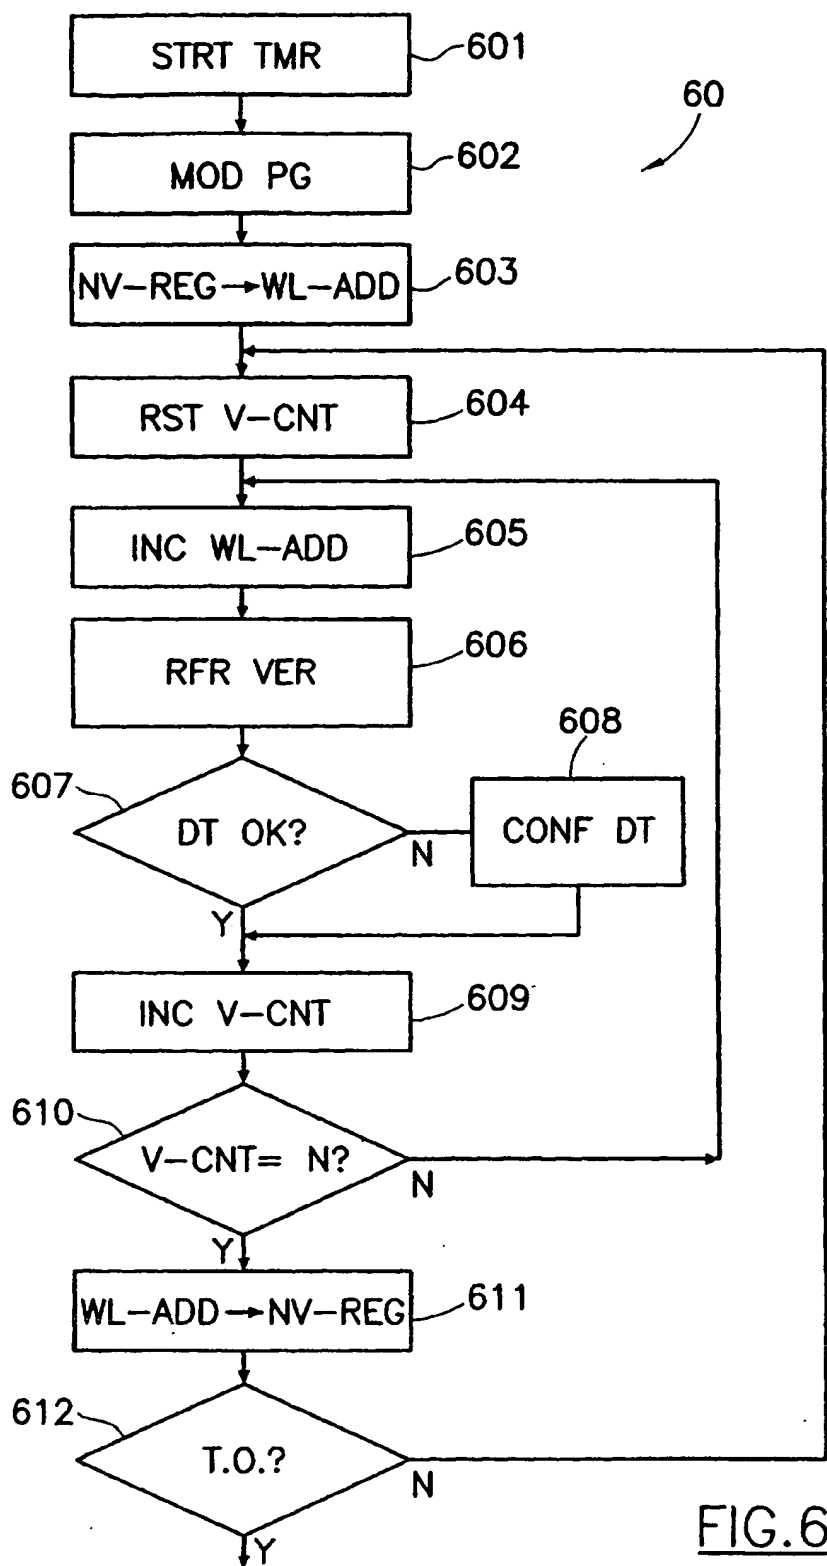 STRT TMR
601
60
MOD PG
602
NV-REG→WL-ADD
603
RST V-CNT
604
INC WL-ADD
605
RFR VER
606
607
DT OK?
N
Y
608
CONF DT
INC V-CNT
609
610
V-CNT= N?
N
Y
WL-ADD→NV-REG
611
612
T.O.?
N
Y
FIG.6